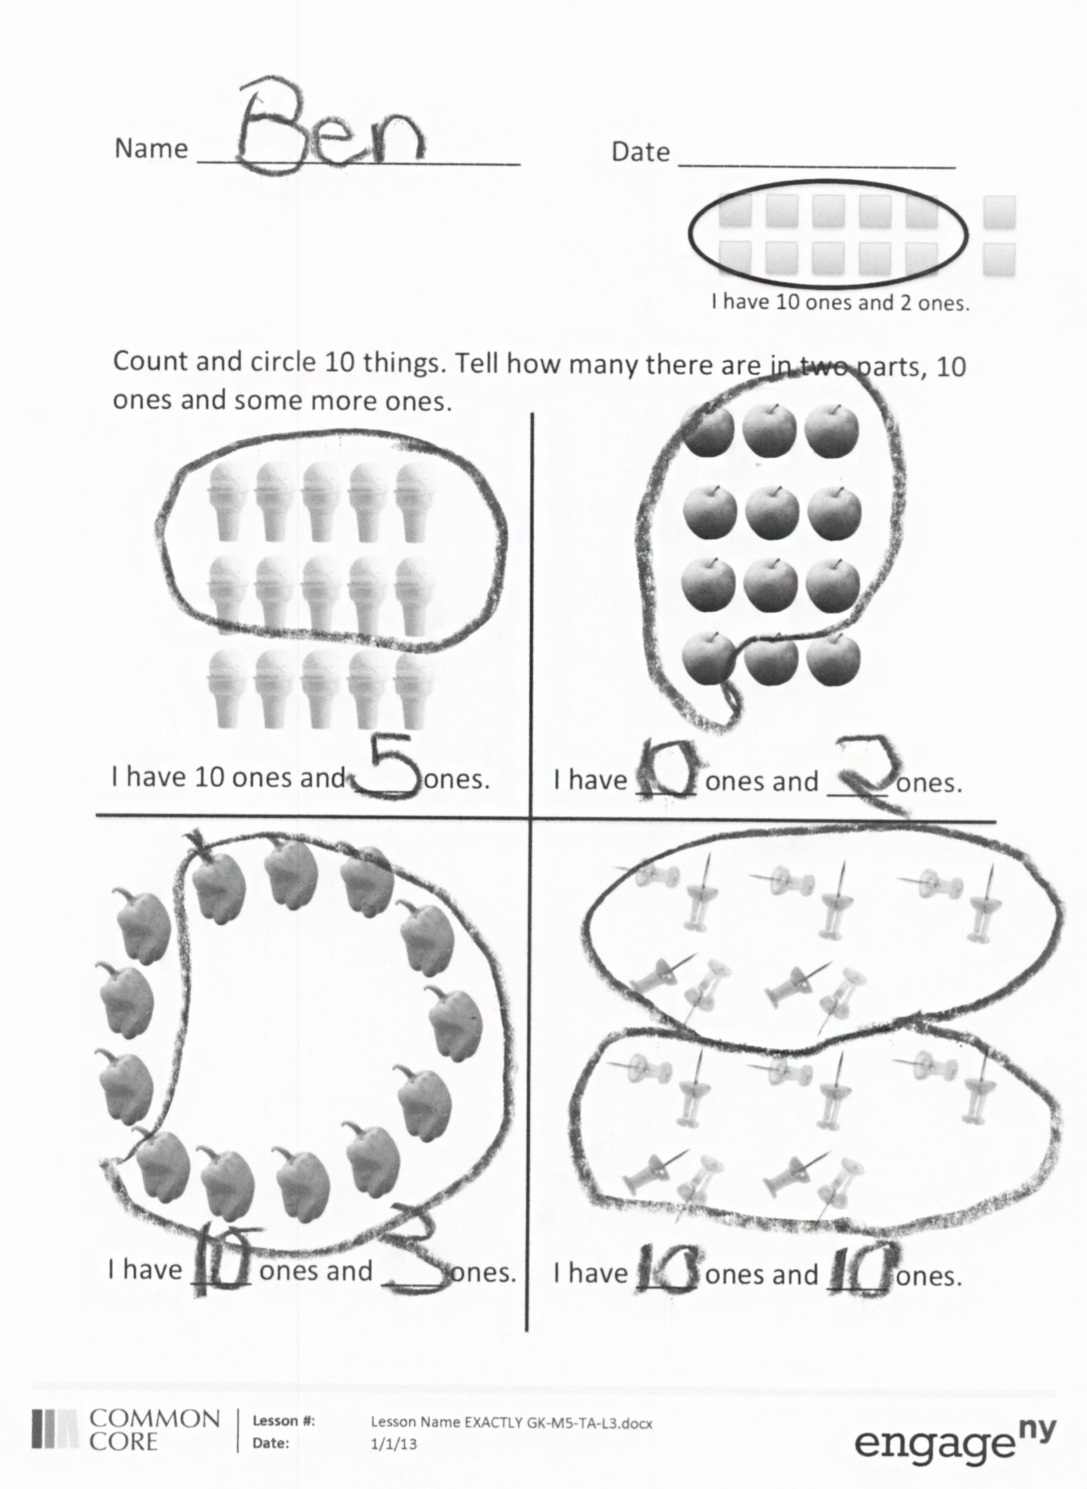 Name Ben Date
I have 10 ones and 2 ones.
Count and circle 10 things. Tell how many there are in two parts, 10
ones and some more ones.
I have 10 ones and 5 ones.
I have 10 ones and 2 ones.
I have 10 ones and 3 ones.
I have 10 ones and 10 ones.
COMMON
CORE
Lesson #: Lesson Name EXACTLY GK-M5-TA-L3.docx
Date: 1/1/13
engageny